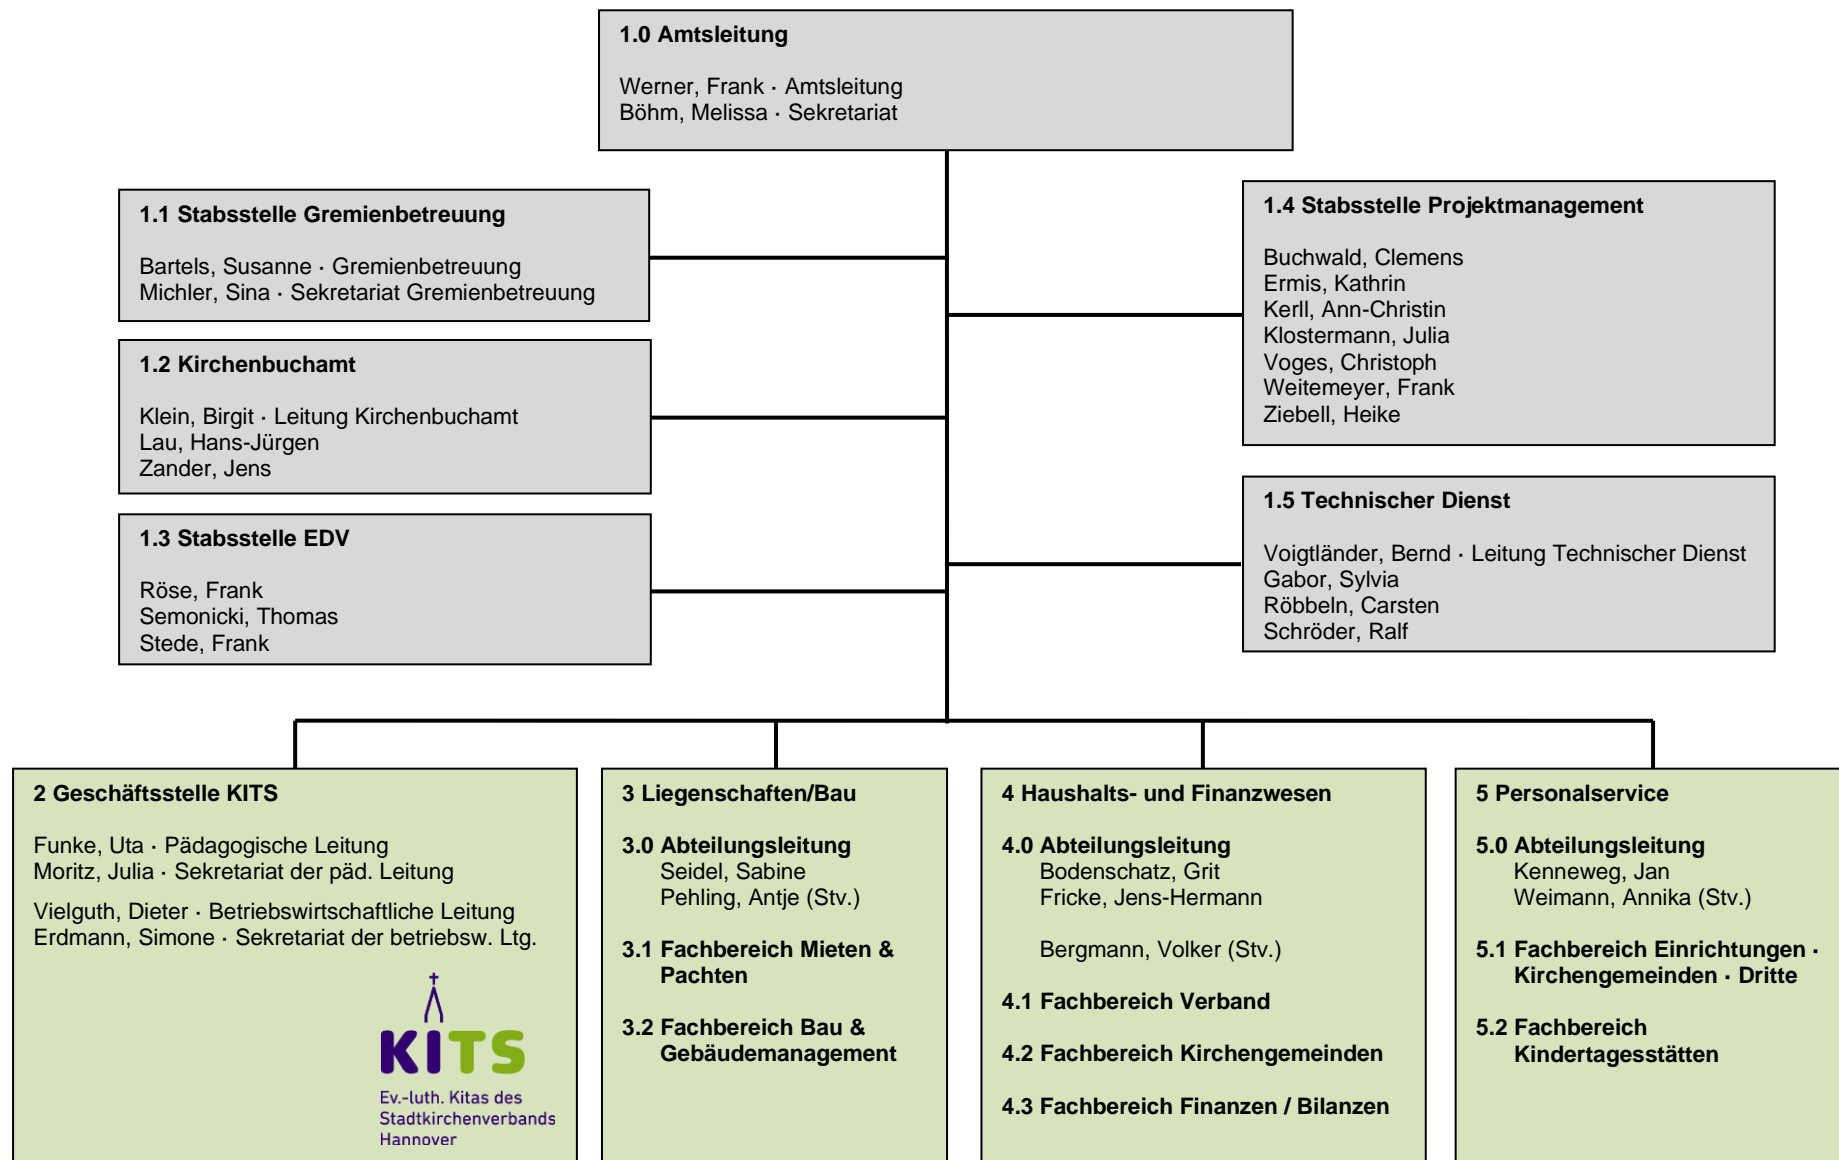 1.0 Amtsleitung
Werner, Frank · Amtsleitung
Böhm, Melissa · Sekretariat
1.1 Stabsstelle Gremienbetreuung
Bartels, Susanne · Gremienbetreuung
Michler, Sina · Sekretariat Gremienbetreuung
1.2 Kirchenbuchamt
Klein, Birgit · Leitung Kirchenbuchamt
Lau, Hans-Jürgen
Zander, Jens
1.3 Stabsstelle EDV
Röse, Frank
Semonicki, Thomas
Stede, Frank
1.4 Stabsstelle Projektmanagement
Buchwald, Clemens
Ermis, Kathrin
Kerll, Ann-Christin
Klostermann, Julia
Voges, Christoph
Weitemeyer, Frank
Ziebell, Heike
1.5 Technischer Dienst
Voigtländer, Bernd · Leitung Technischer Dienst
Gabor, Sylvia
Röbbeln, Carsten
Schröder, Ralf
2 Geschäftsstelle KITS
Funke, Uta · Pädagogische Leitung
Moritz, Julia · Sekretariat der päd. Leitung
Vielguth, Dieter · Betriebswirtschaftliche Leitung
Erdmann, Simone · Sekretariat der betriebsw. Ltg.
KITS
Ev.-luth. Kitas des
Stadtkirchenverbands
Hannover
3 Liegenschaften/Bau
3.0 Abteilungsleitung
Seidel, Sabine
Pehling, Antje (Stv.)
3.1 Fachbereich Mieten &
Pachten
3.2 Fachbereich Bau &
Gebäudemanagement
4 Haushalts- und Finanzwesen
4.0 Abteilungsleitung
Bodenschatz, Grit
Fricke, Jens-Hermann
Bergmann, Volker (Stv.)
4.1 Fachbereich Verband
4.2 Fachbereich Kirchengemeinden
4.3 Fachbereich Finanzen / Bilanzen
5 Personalservice
5.0 Abteilungsleitung
Kenneweg, Jan
Weimann, Annika (Stv.)
5.1 Fachbereich Einrichtungen ·
Kirchengemeinden · Dritte
5.2 Fachbereich
Kindertagesstätten